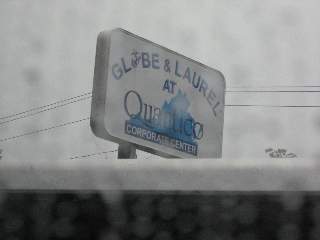 GLOBE & LAUREL
AT
QUANTICO
CORPORATE CENTER